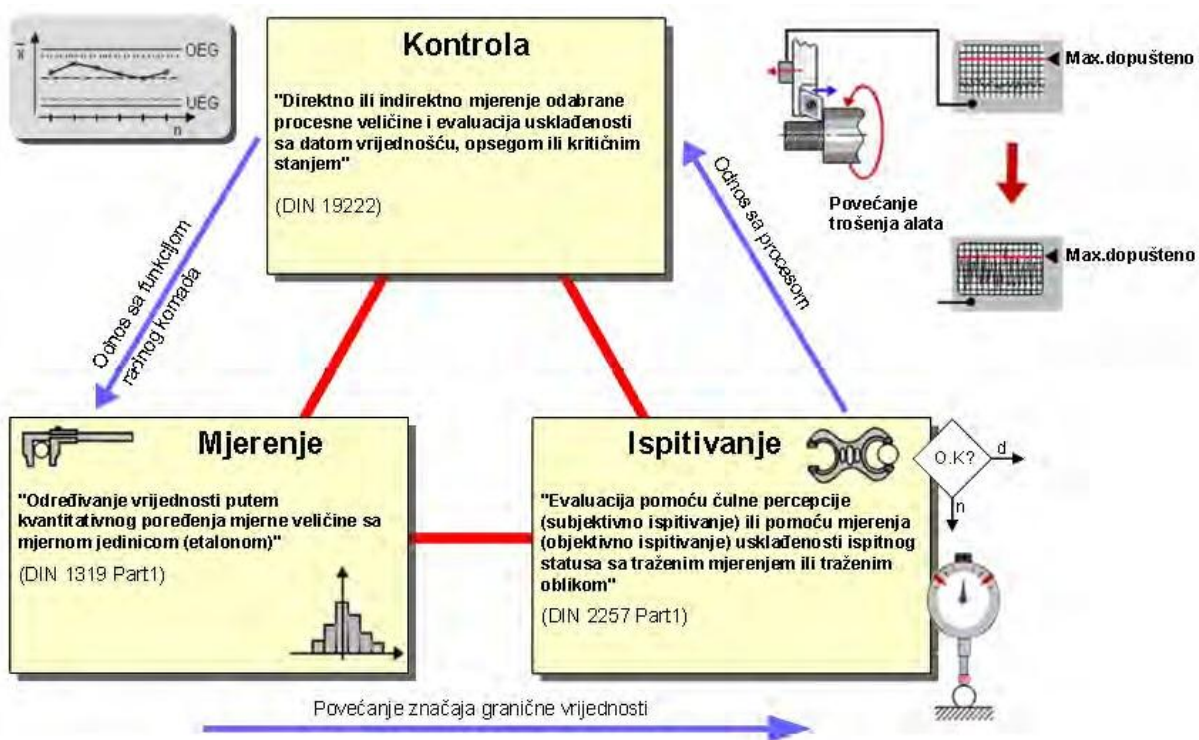 x̄
OEG
UEG
n
Kontrola
"Direktno ili indirektno mjerenje odabrane
procesne veličine i evaluacija usklađenosti
sa datom vrijednošću, opsegom ili kritičnim
stanjem"
(DIN 19222)
Max.dopušteno
Povećanje
trošenja alata
Max.dopušteno
Odnos sa funkcijom
radnog komada
Odnos sa procesom
Mjerenje
"Određivanje vrijednosti putem
kvantitativnog poređenja mjerne veličine sa
mjernom jedinicom (etalonom)"
(DIN 1319 Part1)
Ispitivanje
"Evaluacija pomoću čulne percepcije
(subjektivno ispitivanje) ili pomoću mjerenja
(objektivno ispitivanje) usklađenosti ispitnog
statusa sa traženim mjerenjem ili traženim
oblikom"
(DIN 2257 Part1)
O.K?
d
n
Povećanje značaja granične vrijednosti